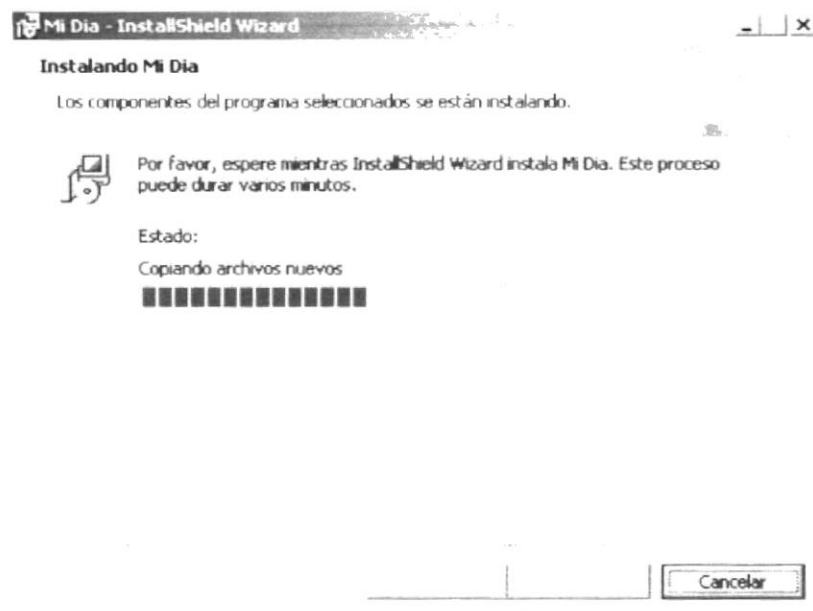 Mi Dia - InstallShield Wizard
Instalando Mi Dia
Los componentes del programa seleccionados se están instalando.
Por favor, espere mientras InstallShield Wizard instala Mi Dia. Este proceso
puede durar varios minutos.
Estado:
Copiando archivos nuevos
Cancelar